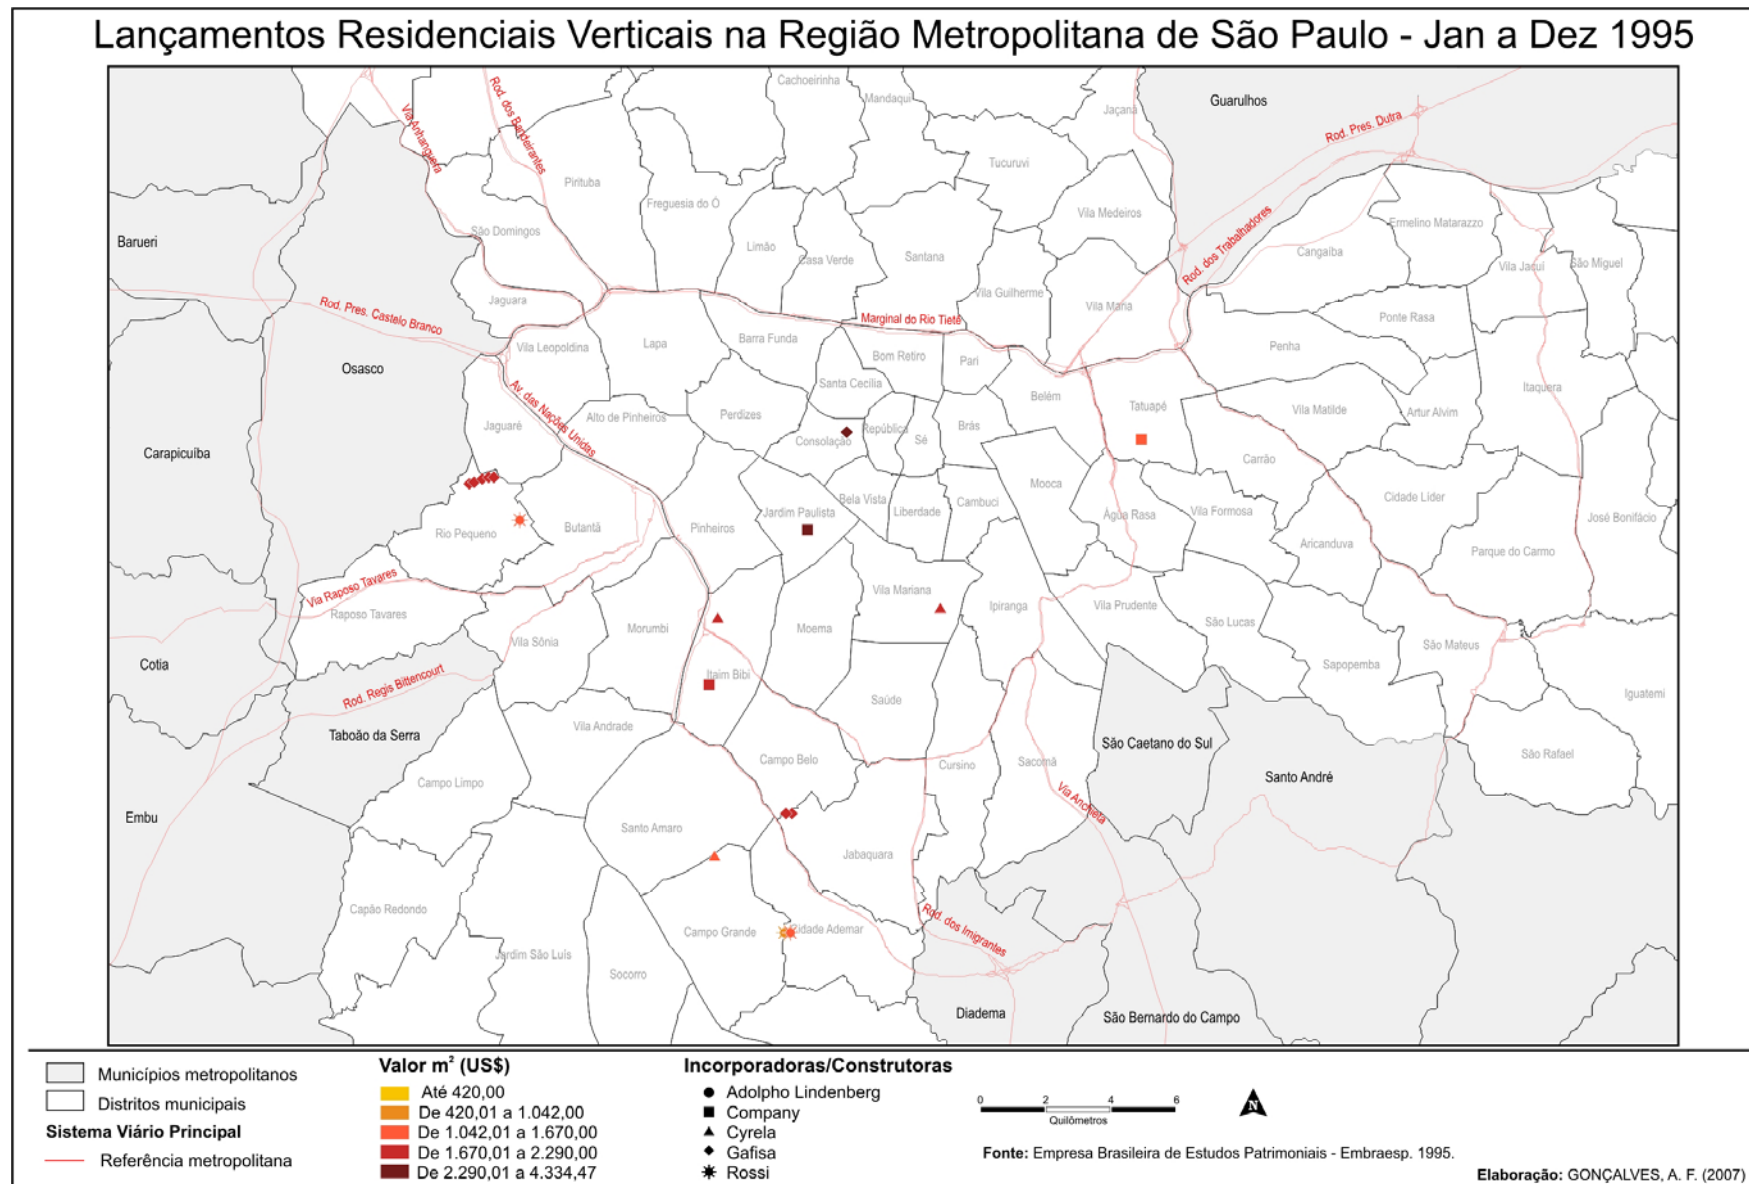 Lançamentos Residenciais Verticais na Região Metropolitana de São Paulo - Jan a Dez 1995
Cachoeirinha
Mandaqui
Jaçanã
Guarulhos
Rod. Pres. Dutra
Rod. dos Bandeirantes
Via Anhanguera
Pirituba
Tucuruvi
Freguesia do Ó
Vila Medeiros
Ermelino Matarazzo
São Domingos
Barueri
Limão
Casa Verde
Santana
Rod. dos Trabalhadores
Cangaíba
Vila Jacuí
São Miguel
Jaguara
Vila Guilherme
Vila Maria
Rod. Pres. Castelo Branco
Marginal do Rio Tietê
Ponte Rasa
Vila Leopoldina
Lapa
Barra Funda
Bom Retiro
Pari
Penha
Osasco
Santa Cecília
Belém
Itaquera
Av. das Nações Unidas
Alto de Pinheiros
Perdizes
Tatuapé
Vila Matilde
Artur Alvim
Jaguaré
Consolação
República
Sé
Brás
Carapicuíba
Carrão
Mooca
Cidade Líder
Bela Vista
Cambuci
Jardim Paulista
Liberdade
Água Rasa
Vila Formosa
José Bonifácio
Rio Pequeno
Butantã
Pinheiros
Aricanduva
Parque do Carmo
Via Raposo Tavares
Vila Mariana
Ipiranga
Vila Prudente
Raposo Tavares
São Lucas
Vila Sônia
Morumbi
Moema
São Mateus
Cotia
Sapopemba
Itaim Bibi
Rod. Regis Bittencourt
Saúde
Iguatemi
Vila Andrade
Taboão da Serra
São Caetano do Sul
São Rafael
Campo Belo
Cursino
Sacomã
Santo André
Campo Limpo
Via Anchieta
Embu
Santo Amaro
Jabaquara
Capão Redondo
Rod. dos Imigrantes
Campo Grande
Cidade Ademar
Jardim São Luís
Socorro
Diadema
São Bernardo do Campo
Municípios metropolitanos
Distritos municipais
Sistema Viário Principal
Referência metropolitana
Valor m² (US$)
Até 420,00
De 420,01 a 1.042,00
De 1.042,01 a 1.670,00
De 1.670,01 a 2.290,00
De 2.290,01 a 4.334,47
Incorporadoras/Construtoras
Adolpho Lindenberg
Company
Cyrela
Gafisa
Rossi
0 2 4 6
Quilômetros
N
Fonte: Empresa Brasileira de Estudos Patrimoniais - Embraesp. 1995.
Elaboração: GONÇALVES, A. F. (2007)